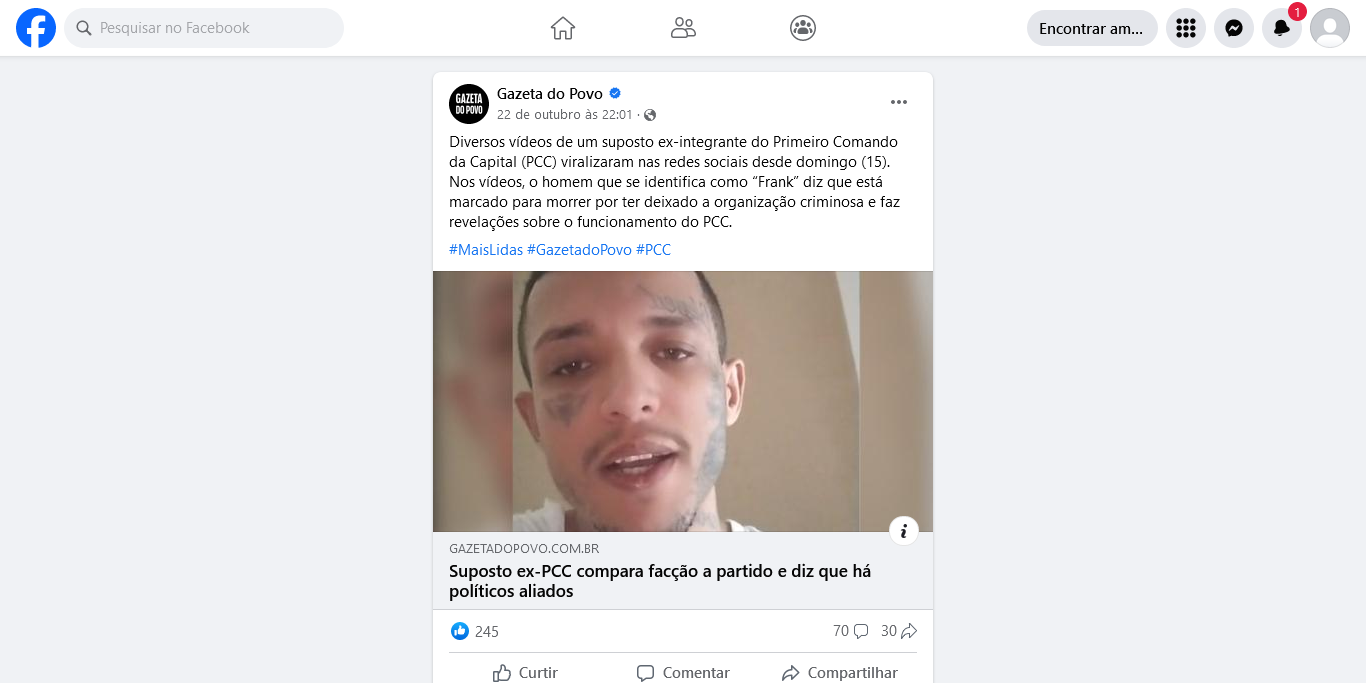 Pesquisar no Facebook
Encontrar am...
1
GAZETA
DO POVO
Gazeta do Povo
22 de outubro às 22:01 ·
Diversos vídeos de um suposto ex-integrante do Primeiro Comando
da Capital (PCC) viralizaram nas redes sociais desde domingo (15).
Nos vídeos, o homem que se identifica como “Frank” diz que está
marcado para morrer por ter deixado a organização criminosa e faz
revelações sobre o funcionamento do PCC.
#MaisLidas #GazetadoPovo #PCC
GAZETADOPOVO.COM.BR
Suposto ex-PCC compara facção a partido e diz que há
políticos aliados
245
70 30
Curtir Comentar Compartilhar